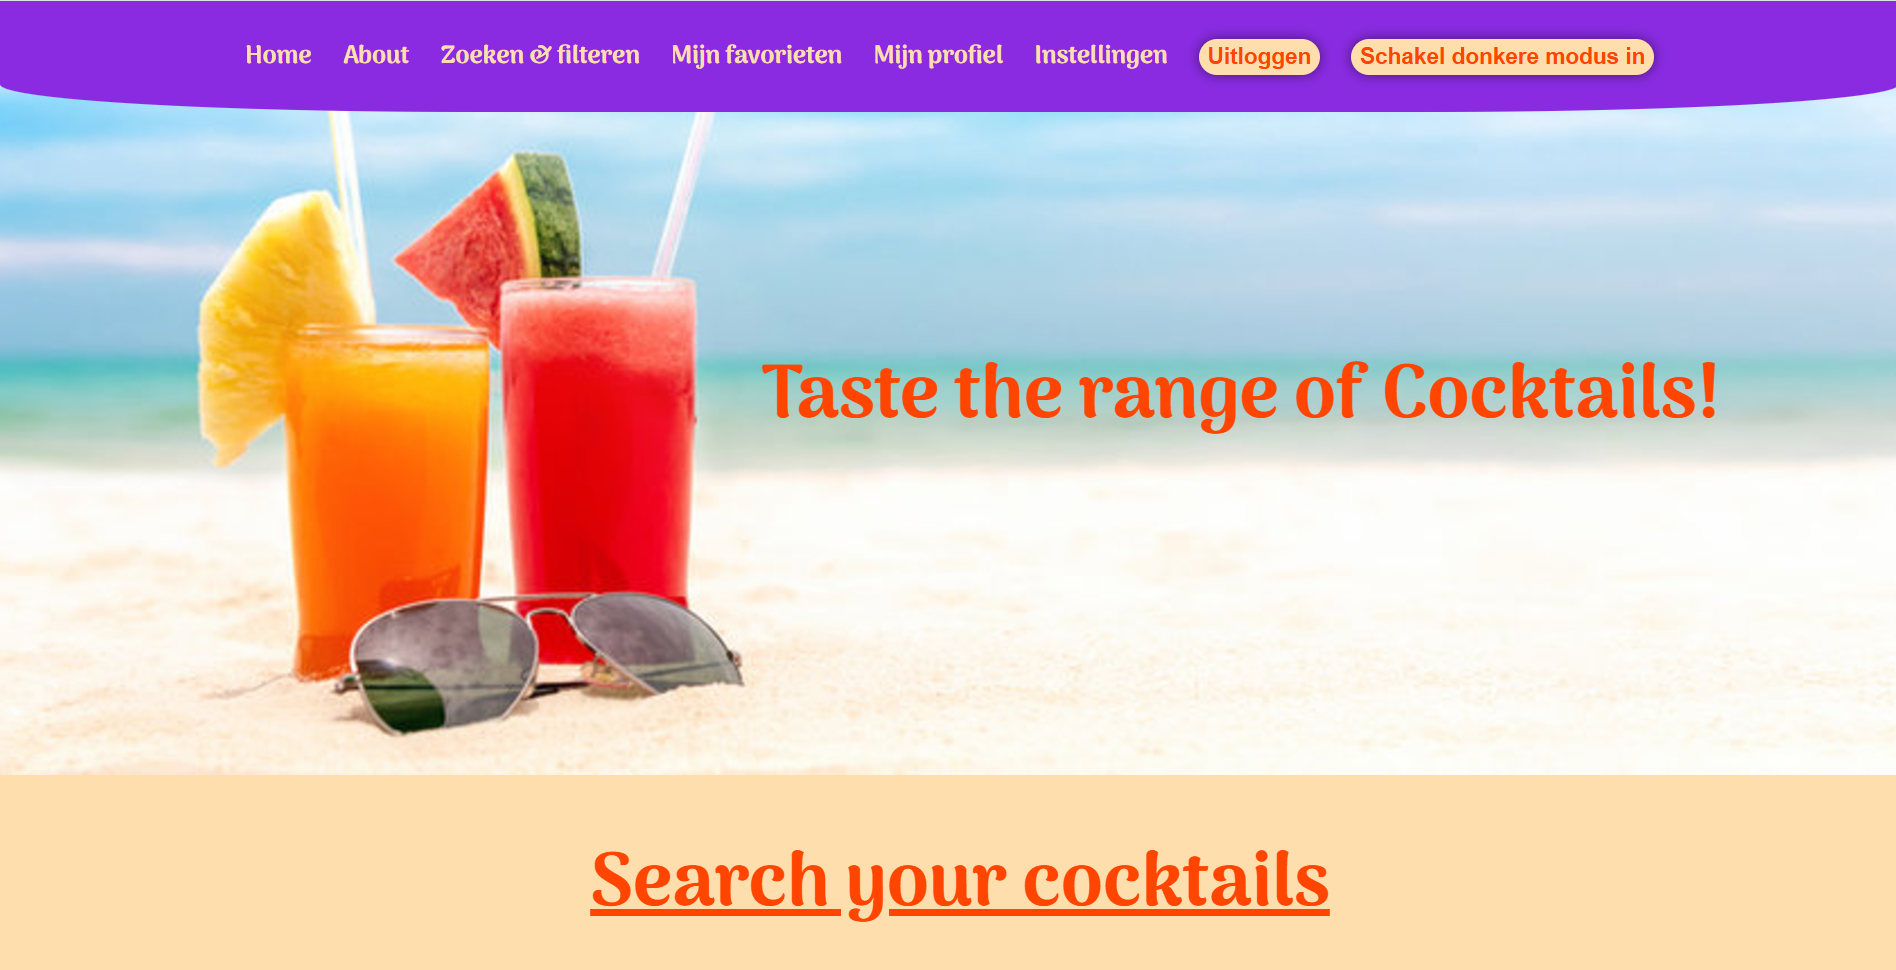 Home About Zoeken & filteren Mijn favorieten Mijn profiel Instellingen Uitloggen Schakel donkere modus in
Taste the range of Cocktails!
Search your cocktails